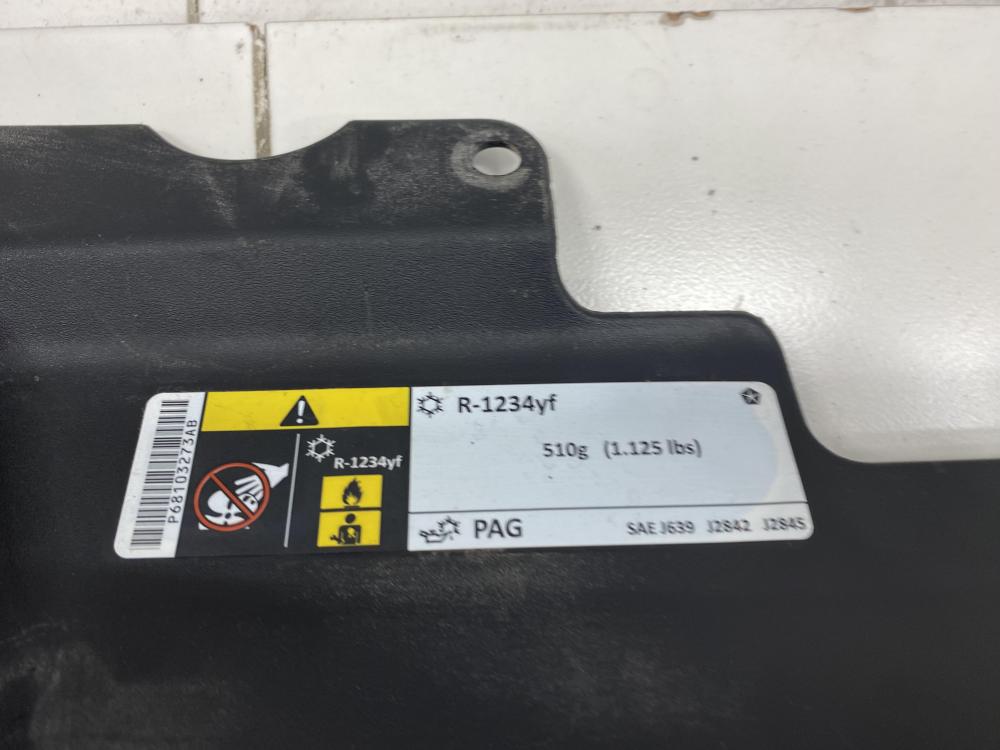 P68103273AB
R-1234yf
R-1234yf
510g (1.125 lbs)
PAG
SAE J639 J2842 J2845